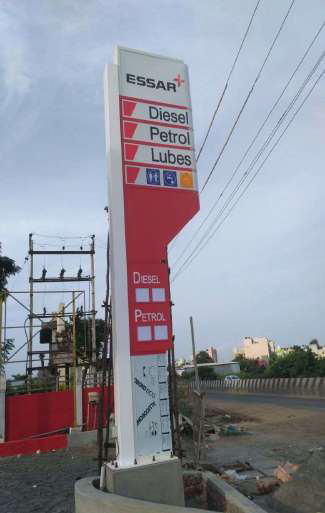 ESSAR
Diesel
Petrol
Lubes
DIESEL
PETROL